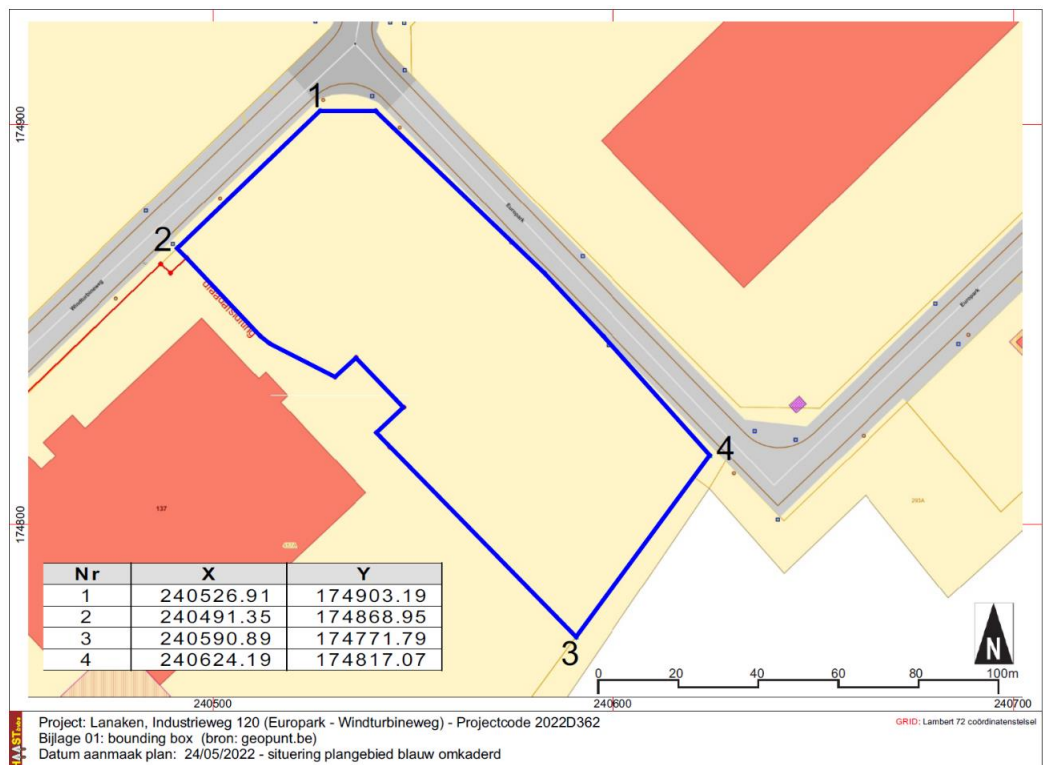 1
174900
Europark
2
Windturbineweg
draadafsluiting
Europark
4
293A
174800
137
Nr X Y
1 240526.91 174903.19
2 240491.35 174868.95
3 240590.89 174771.79
4 240624.19 174817.07
3
N
0 20 40 60 80 100m
240500 240600 240700
Project: Lanaken, Industrieweg 120 (Europark - Windturbineweg) - Projectcode 2022D362
GRID: Lambert 72 coördinatenstelsel
Bijlage 01: bounding box (bron: geopunt.be)
Datum aanmaak plan: 24/05/2022 - situering plangebied blauw omkaderd